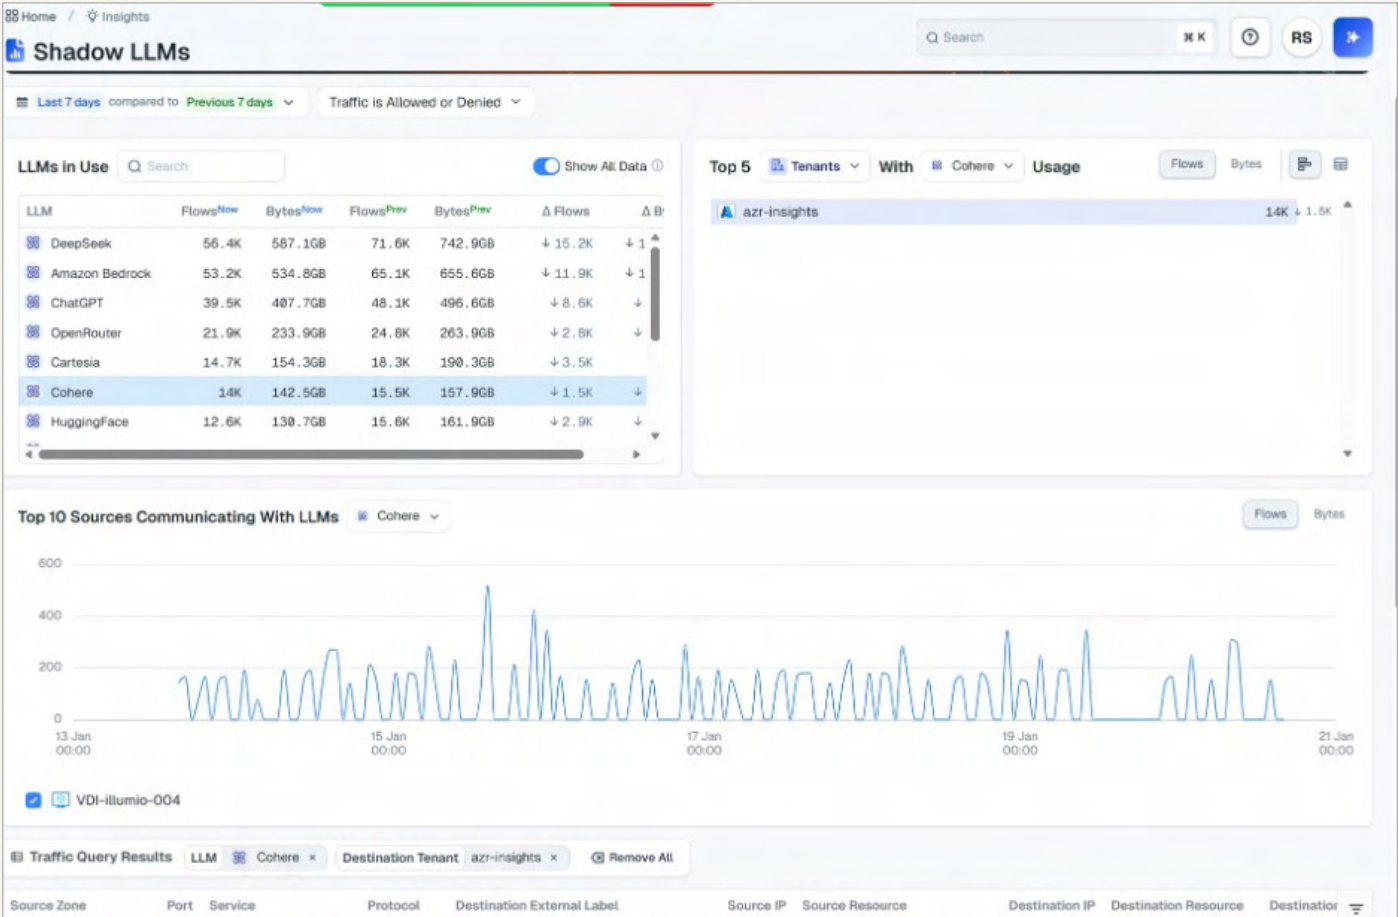 Home / Insights
Shadow LLMs
Search ⌘ K
RS
Last 7 days compared to Previous 7 days
Traffic is Allowed or Denied
LLMs in Use
Search
Show All Data
LLM FlowsNow BytesNow FlowsPrev BytesPrev Δ Flows Δ B
DeepSeek 56.4K 587.1GB 71.6K 742.9GB ↓ 15.2K ↓ 1
Amazon Bedrock 53.2K 534.8GB 65.1K 655.6GB ↓ 11.9K ↓ 1
ChatGPT 39.5K 407.7GB 48.1K 496.6GB ↓ 8.6K ↓
OpenRouter 21.9K 233.9GB 24.8K 263.9GB ↓ 2.8K ↓
Cartesia 14.7K 154.3GB 18.3K 190.3GB ↓ 3.5K
Cohere 14K 142.5GB 15.5K 157.9GB ↓ 1.5K ↓
HuggingFace 12.6K 130.7GB 15.6K 161.9GB ↓ 2.9K ↓
Top 5 Tenants With Cohere Usage
Flows Bytes
azr-insights 14K ↓ 1.5K
Top 10 Sources Communicating With LLMs Cohere
Flows Bytes
600
400
200
0
13 Jan 15 Jan 17 Jan 19 Jan 21 Jan
00:00 00:00 00:00 00:00 00:00
VDI-illumio-004
Traffic Query Results LLM Cohere × Destination Tenant azr-insights × Remove All
Source Zone Port Service Protocol Destination External Label Source IP Source Resource Destination IP Destination Resource Destination